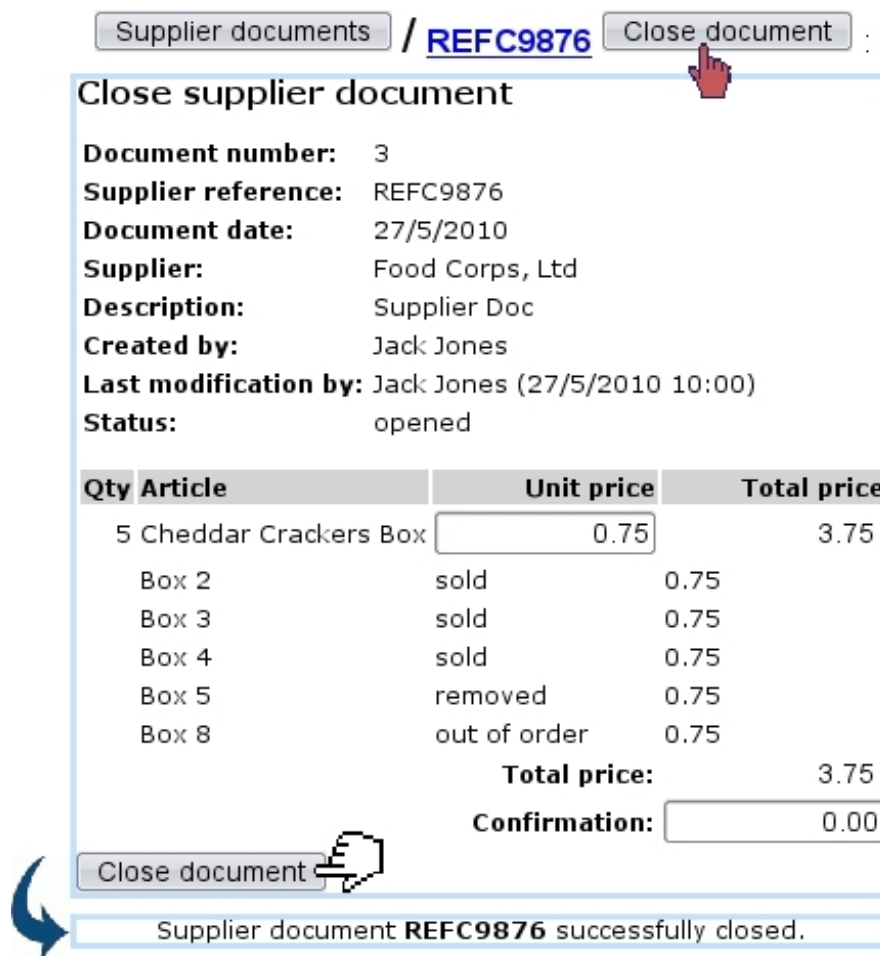 Supplier documents / REFC9876 Close document :
Close supplier document
Document number: 3
Supplier reference: REFC9876
Document date: 27/5/2010
Supplier: Food Corps, Ltd
Description: Supplier Doc
Created by: Jack Jones
Last modification by: Jack Jones (27/5/2010 10:00)
Status: opened
Qty Article Unit price Total price
5 Cheddar Crackers Box 0.75 3.75
Box 2 sold 0.75
Box 3 sold 0.75
Box 4 sold 0.75
Box 5 removed 0.75
Box 8 out of order 0.75
Total price: 3.75
Confirmation: 0.00
Close document
Supplier document REFC9876 successfully closed.